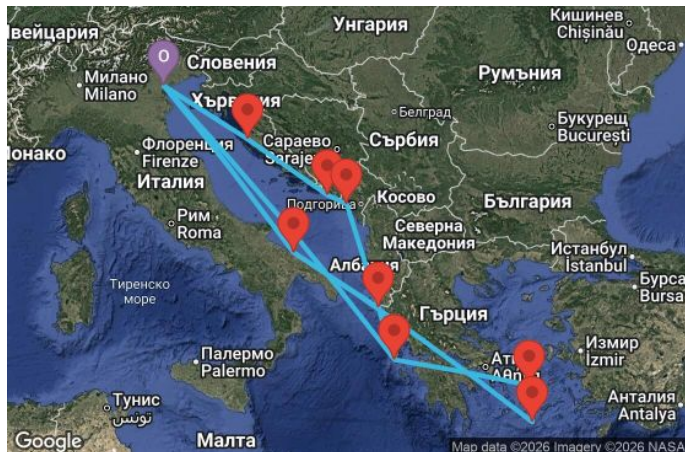 Унгария
Кишинев
Chișinău
вейцария
Словения
Одеса
Милано
Milano
Румъния
Хърватия
Белград
Букурещ
București
Монако
Флоренция
Firenze
Сараево
Sarajevo
Сърбия
Италия
Косово
България
Подгорица
Рим
Roma
Северна
Македония
Истанбул
İstanbul
Албания
Бурса
Bursa
Тиренско
море
Гърция
Палермо
Palermo
Измир
İzmir
Тунис
تونس
Анталия
Antalya
Малта
Google
Map data ©2026 Imagery ©2026 NASA
O